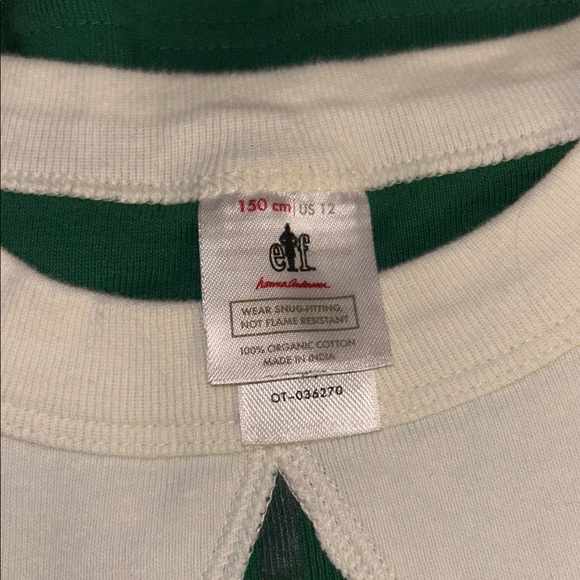 150 cm | US 12
elf
hanna andersson
WEAR SNUG-FITTING,
NOT FLAME RESISTANT
100% ORGANIC COTTON
MADE IN INDIA
OT-036270